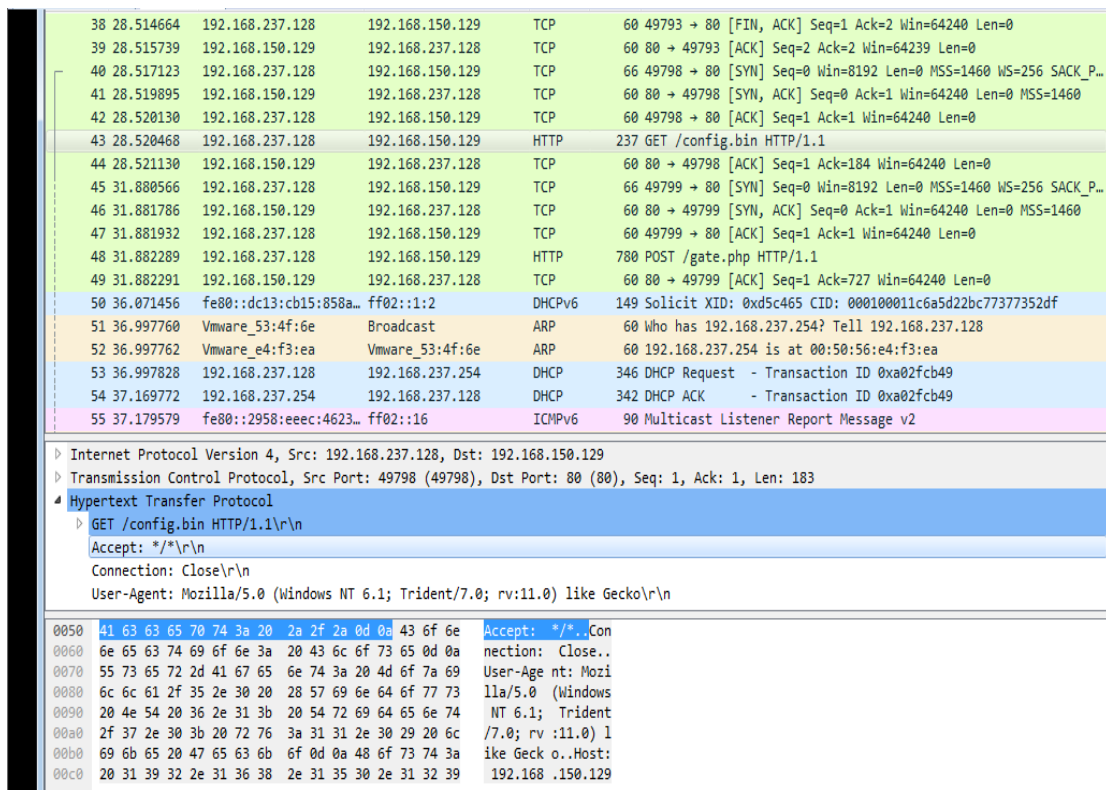 38 28.514664 192.168.237.128 192.168.150.129 TCP 60 49793 → 80 [FIN, ACK] Seq=1 Ack=2 Win=64240 Len=0
39 28.515739 192.168.150.129 192.168.237.128 TCP 60 80 → 49793 [ACK] Seq=2 Ack=2 Win=64239 Len=0
40 28.517123 192.168.237.128 192.168.150.129 TCP 66 49798 → 80 [SYN] Seq=0 Win=8192 Len=0 MSS=1460 WS=256 SACK_P…
41 28.519895 192.168.150.129 192.168.237.128 TCP 60 80 → 49798 [SYN, ACK] Seq=0 Ack=1 Win=64240 Len=0 MSS=1460
42 28.520130 192.168.237.128 192.168.150.129 TCP 60 49798 → 80 [ACK] Seq=1 Ack=1 Win=64240 Len=0
43 28.520468 192.168.237.128 192.168.150.129 HTTP 237 GET /config.bin HTTP/1.1
44 28.521130 192.168.150.129 192.168.237.128 TCP 60 80 → 49798 [ACK] Seq=1 Ack=184 Win=64240 Len=0
45 31.880566 192.168.237.128 192.168.150.129 TCP 66 49799 → 80 [SYN] Seq=0 Win=8192 Len=0 MSS=1460 WS=256 SACK_P…
46 31.881786 192.168.150.129 192.168.237.128 TCP 60 80 → 49799 [SYN, ACK] Seq=0 Ack=1 Win=64240 Len=0 MSS=1460
47 31.881932 192.168.237.128 192.168.150.129 TCP 60 49799 → 80 [ACK] Seq=1 Ack=1 Win=64240 Len=0
48 31.882289 192.168.237.128 192.168.150.129 HTTP 780 POST /gate.php HTTP/1.1
49 31.882291 192.168.150.129 192.168.237.128 TCP 60 80 → 49799 [ACK] Seq=1 Ack=727 Win=64240 Len=0
50 36.071456 fe80::dc13:cb15:858a… ff02::1:2 DHCPv6 149 Solicit XID: 0xd5c465 CID: 000100011c6a5d22bc77377352df
51 36.997760 Vmware_53:4f:6e Broadcast ARP 60 Who has 192.168.237.254? Tell 192.168.237.128
52 36.997762 Vmware_e4:f3:ea Vmware_53:4f:6e ARP 60 192.168.237.254 is at 00:50:56:e4:f3:ea
53 36.997828 192.168.237.128 192.168.237.254 DHCP 346 DHCP Request - Transaction ID 0xa02fcb49
54 37.169772 192.168.237.254 192.168.237.128 DHCP 342 DHCP ACK - Transaction ID 0xa02fcb49
55 37.179579 fe80::2958:eeec:4623… ff02::16 ICMPv6 90 Multicast Listener Report Message v2
Internet Protocol Version 4, Src: 192.168.237.128, Dst: 192.168.150.129
Transmission Control Protocol, Src Port: 49798 (49798), Dst Port: 80 (80), Seq: 1, Ack: 1, Len: 183
Hypertext Transfer Protocol
GET /config.bin HTTP/1.1\r\n
Accept: */*\r\n
Connection: Close\r\n
User-Agent: Mozilla/5.0 (Windows NT 6.1; Trident/7.0; rv:11.0) like Gecko\r\n
0050 41 63 63 65 70 74 3a 20 2a 2f 2a 0d 0a 43 6f 6e Accept: */*..Con
0060 6e 65 63 74 69 6f 6e 3a 20 43 6c 6f 73 65 0d 0a nection: Close..
0070 55 73 65 72 2d 41 67 65 6e 74 3a 20 4d 6f 7a 69 User-Age nt: Mozi
0080 6c 6c 61 2f 35 2e 30 20 28 57 69 6e 64 6f 77 73 lla/5.0 (Windows
0090 20 4e 54 20 36 2e 31 3b 20 54 72 69 64 65 6e 74 NT 6.1; Trident
00a0 2f 37 2e 30 3b 20 72 76 3a 31 31 2e 30 29 20 6c /7.0; rv :11.0) l
00b0 69 6b 65 20 47 65 63 6b 6f 0d 0a 48 6f 73 74 3a ike Geck o..Host:
00c0 20 31 39 32 2e 31 36 38 2e 31 35 30 2e 31 32 39 192.168 .150.129